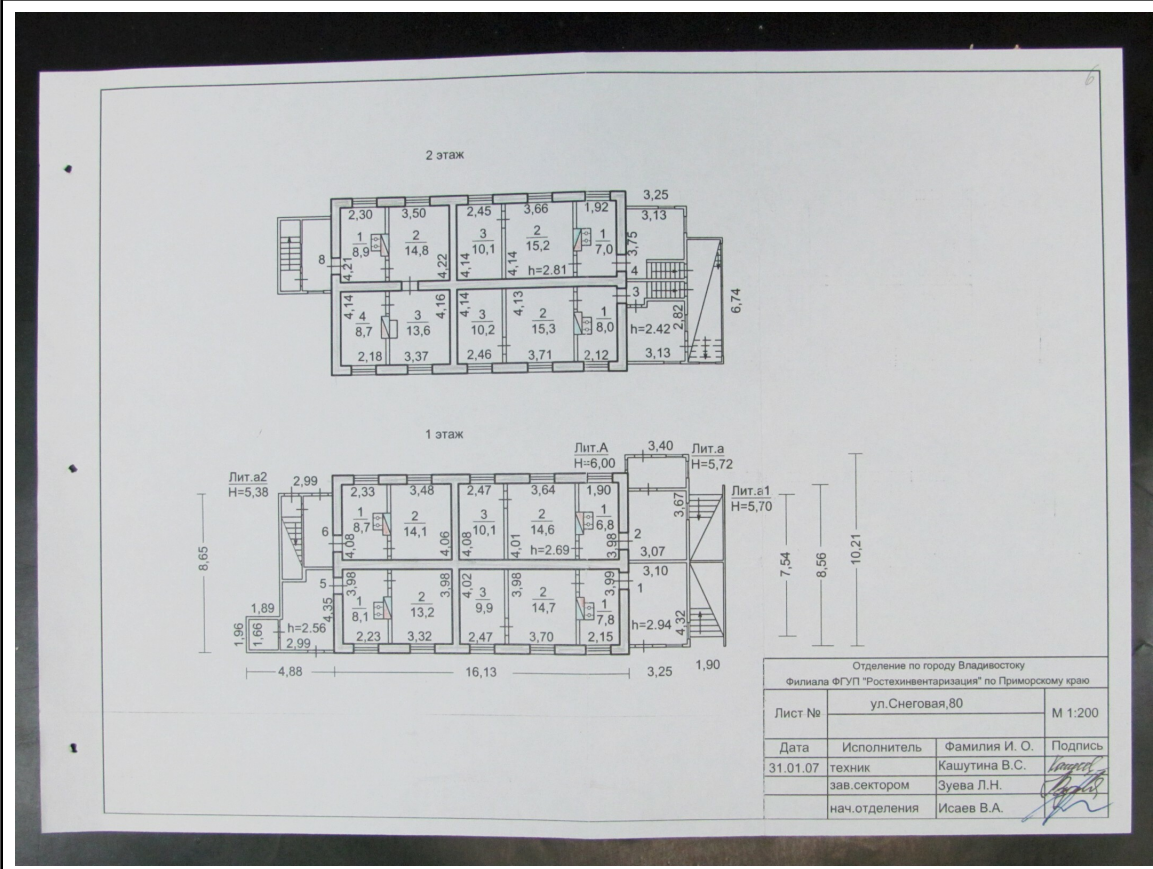 6
2 этаж
3,25
2,30 3,50 2,45 3,66 1,92 3,13
1 2 3 2 1
8,9 14,8 10,1 15,2 7,0 3,75
8
4,21 4,22 4,14 4,14 h=2.81 4
3
4,14 4,16 4,14 4,13 6,74
4 3 3 2 1 2,82
8,7 13,6 10,2 15,3 8,0 h=2.42
2,18 3,37 2,46 3,71 2,12 3,13
1 этаж
Лит.А 3,40 Лит.а
H=6,00 H=5,72
Лит.а2 2,99
H=5,38
Лит.а1
H=5,70
2,33 3,48 2,47 3,64 1,90 3,67
1 2 3 2 1
8,7 14,1 10,1 14,6 6,8
6 2
4,08 4,06 4,08 4,01 h=2.69 3,98 3,07
8,65 7,54 8,56 10,21
5 3,10
3,98 3,98 4,02 3,98 3,99 1
4,35
1 2 3 2 1
8,1 13,2 9,9 14,7 7,8
1,89
1,96 1,66 h=2.56 h=2.94 4,32
2,99 2,23 3,32 2,47 3,70 2,15
4,88 16,13 3,25 1,90
Отделение по городу Владивостоку
Филиала ФГУП "Ростехинвентаризация" по Приморскому краю
Лист № ул.Снеговая,80 М 1:200
Дата Исполнитель Фамилия И. О. Подпись
31.01.07 техник Кашутина В.С.
зав.сектором Зуева Л.Н.
нач.отделения Исаев В.А.